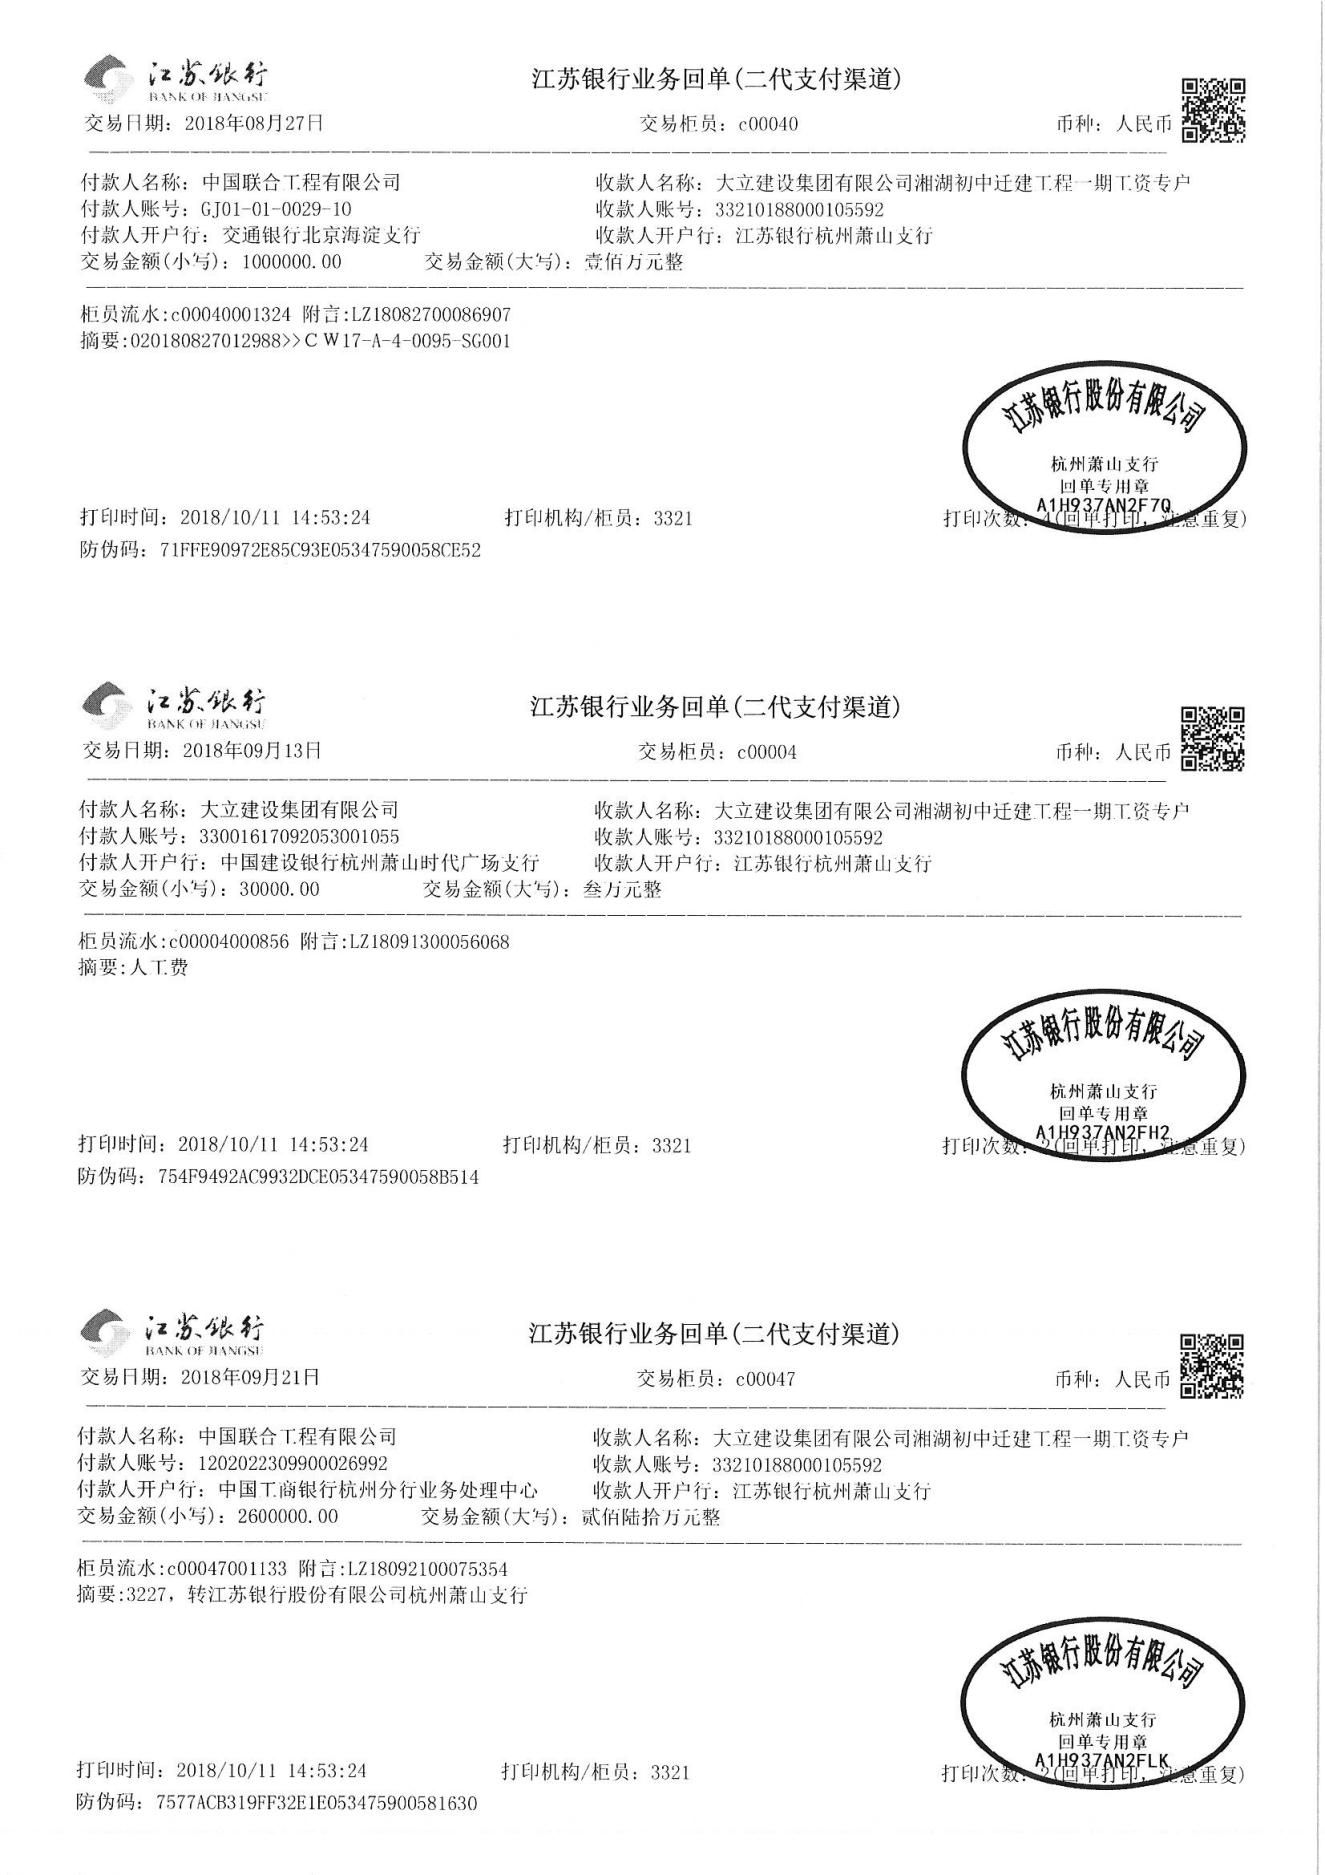 江苏银行
BANK OF JIANGSU
江苏银行业务回单(二代支付渠道)
交易日期：2018年08月27日 交易柜员：c00040 币种：人民币
付款人名称：中国联合工程有限公司 收款人名称：大立建设集团有限公司湘湖初中迁建工程一期工资专户
付款人账号：GJ01-01-0029-10 收款人账号：33210188000105592
付款人开户行：交通银行北京海淀支行 收款人开户行：江苏银行杭州萧山支行
交易金额(小写)：1000000.00 交易金额(大写)：壹佰万元整
柜员流水:c00040001324 附言:LZ18082700086907
摘要:020180827012988>>ＣＷ17-A-4-0095-SG001
江苏银行股份有限公司
杭州萧山支行
回单专用章
A1H937AN2F7Q
打印时间：2018/10/11 14:53:24 打印机构/柜员：3321 打印次数：4(回单打印，注意重复)
防伪码：71FFE90972E85C93E05347590058CE52
江苏银行
BANK OF JIANGSU
江苏银行业务回单(二代支付渠道)
交易日期：2018年09月13日 交易柜员：c00004 币种：人民币
付款人名称：大立建设集团有限公司 收款人名称：大立建设集团有限公司湘湖初中迁建工程一期工资专户
付款人账号：33001617092053001055 收款人账号：33210188000105592
付款人开户行：中国建设银行杭州萧山时代广场支行 收款人开户行：江苏银行杭州萧山支行
交易金额(小写)：30000.00 交易金额(大写)：叁万元整
柜员流水:c00004000856 附言:LZ18091300056068
摘要:人工费
江苏银行股份有限公司
杭州萧山支行
回单专用章
A1H937AN2FH2
打印时间：2018/10/11 14:53:24 打印机构/柜员：3321 打印次数：2(回单打印，注意重复)
防伪码：754F9492AC9932DCE05347590058B514
江苏银行
BANK OF JIANGSU
江苏银行业务回单(二代支付渠道)
交易日期：2018年09月21日 交易柜员：c00047 币种：人民币
付款人名称：中国联合工程有限公司 收款人名称：大立建设集团有限公司湘湖初中迁建工程一期工资专户
付款人账号：1202022309900026992 收款人账号：33210188000105592
付款人开户行：中国工商银行杭州分行业务处理中心 收款人开户行：江苏银行杭州萧山支行
交易金额(小写)：2600000.00 交易金额(大写)：贰佰陆拾万元整
柜员流水:c00047001133 附言:LZ18092100075354
摘要:3227，转江苏银行股份有限公司杭州萧山支行
江苏银行股份有限公司
杭州萧山支行
回单专用章
A1H937AN2FLK
打印时间：2018/10/11 14:53:24 打印机构/柜员：3321 打印次数：2(回单打印，注意重复)
防伪码：7577ACB319FF32E1E053475900581630